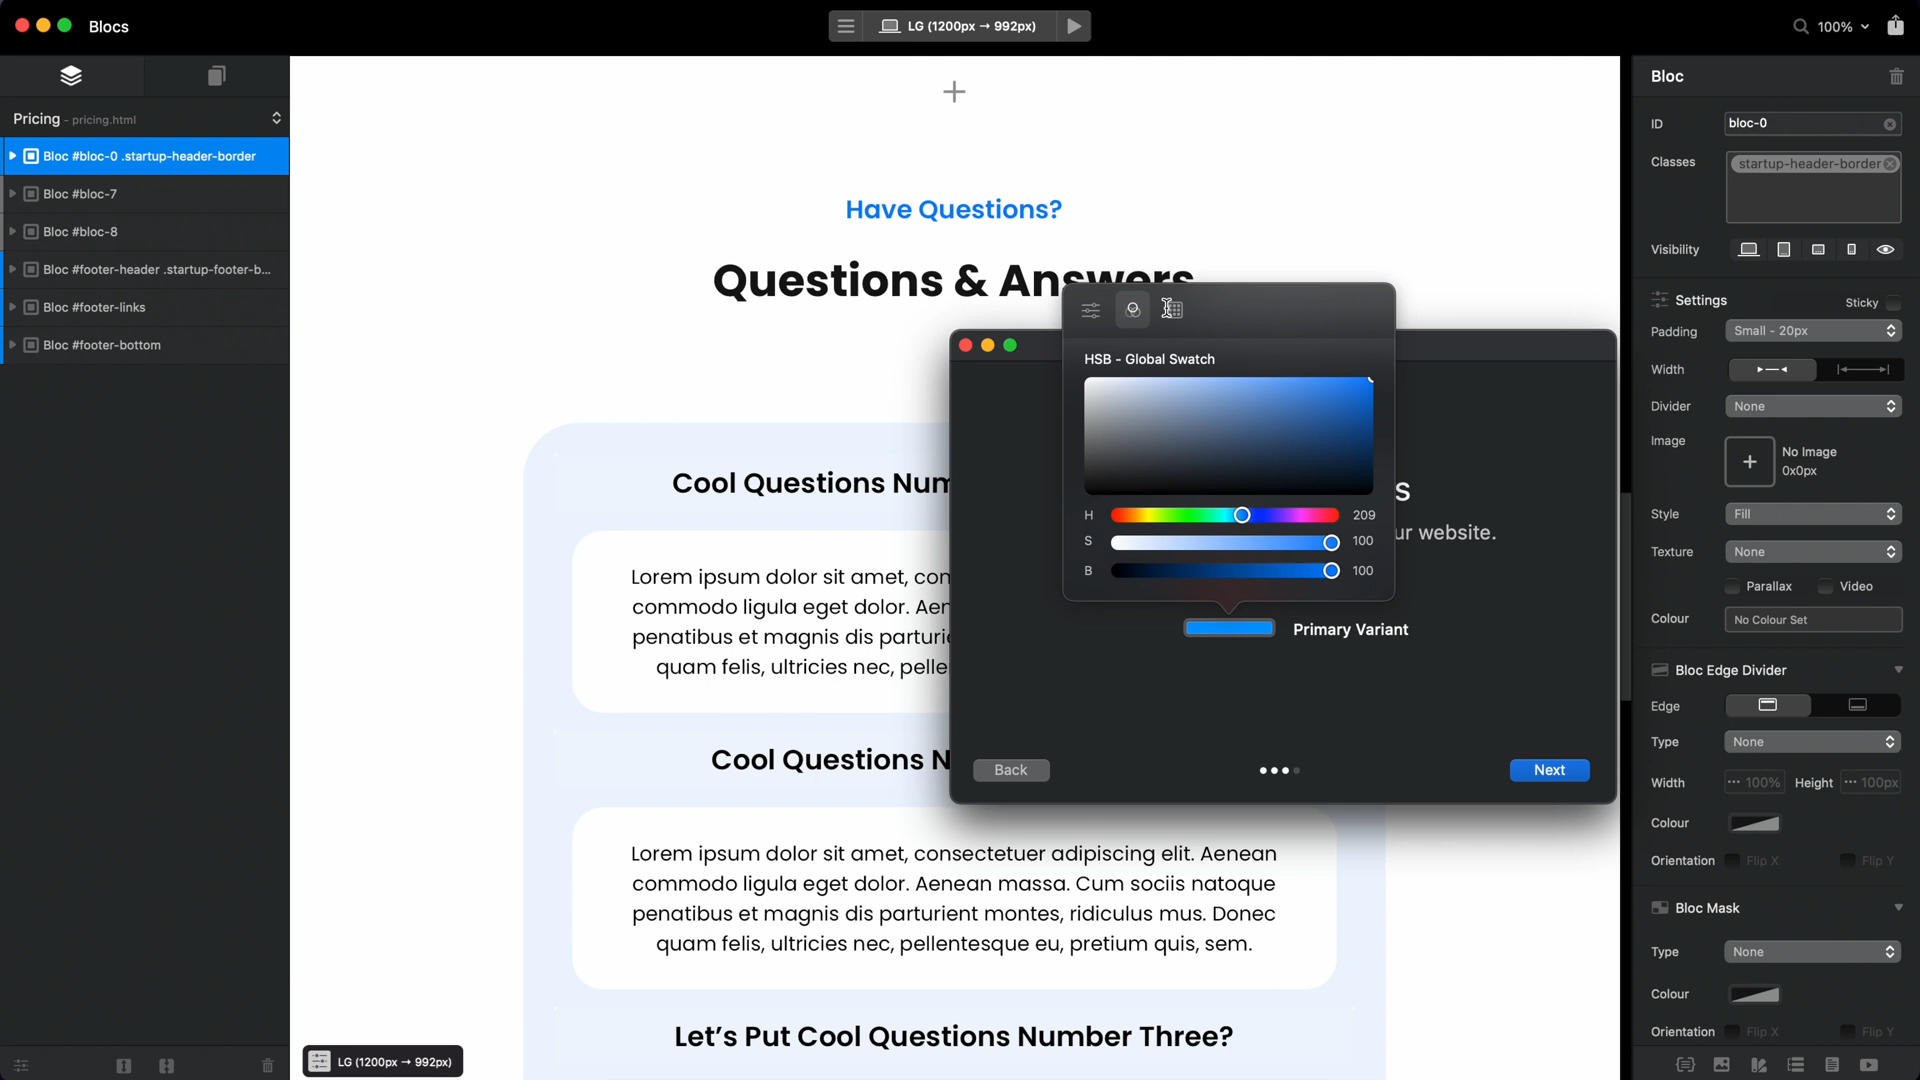 Blocs
LG (1200px → 992px)
100%
Pricing - pricing.html
Bloc #bloc-0 .startup-header-border
Bloc #bloc-7
Bloc #bloc-8
Bloc #footer-header .startup-footer-b...
Bloc #footer-links
Bloc #footer-bottom
Have Questions?
Questions & Answers
Cool Questions Num
Lorem ipsum dolor sit amet, con
commodo ligula eget dolor. Aen
penatibus et magnis dis parturie
quam felis, ultricies nec, pelle
Cool Questions N
Lorem ipsum dolor sit amet, consectetuer adipiscing elit. Aenean
commodo ligula eget dolor. Aenean massa. Cum sociis natoque
penatibus et magnis dis parturient montes, ridiculus mus. Donec
quam felis, ultricies nec, pellentesque eu, pretium quis, sem.
Let's Put Cool Questions Number Three?
LG (1200px → 992px)
HSB - Global Swatch
H 209
S 100
B 100
s
ur website.
Primary Variant
Back
Next
Bloc
ID bloc-0
Classes startup-header-border
Visibility
Settings Sticky
Padding Small - 20px
Width
Divider None
Image No Image
0x0px
Style Fill
Texture None
Parallax Video
Colour No Colour Set
Bloc Edge Divider
Edge
Type None
Width 100% Height 100px
Colour
Orientation Flip X Flip Y
Bloc Mask
Type None
Colour
Orientation Flip X Flip Y